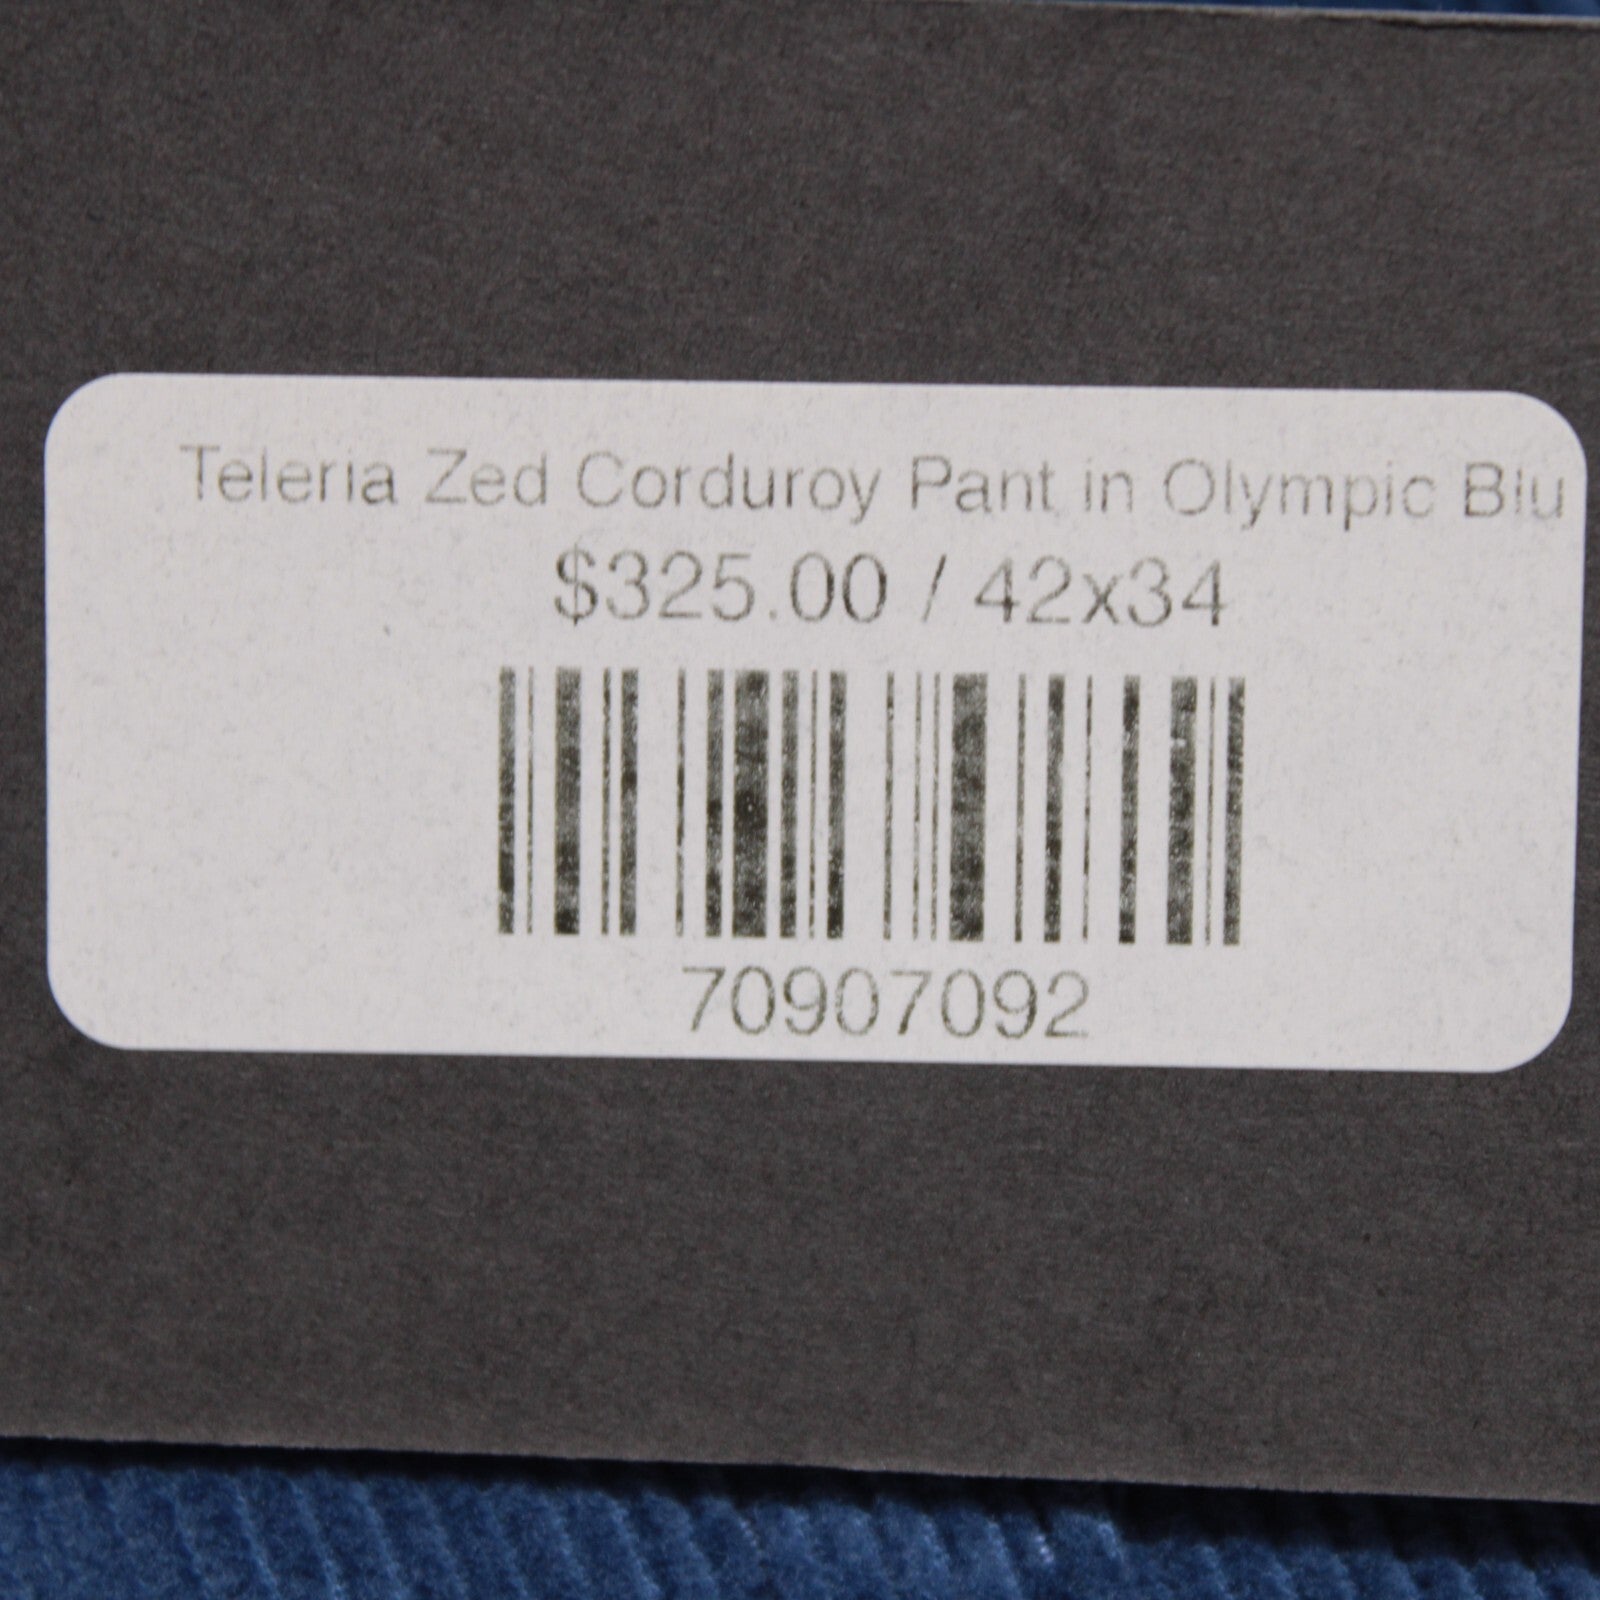 Teleria Zed Corduroy Pant in Olympic Blu
$325.00 / 42x34
70907092